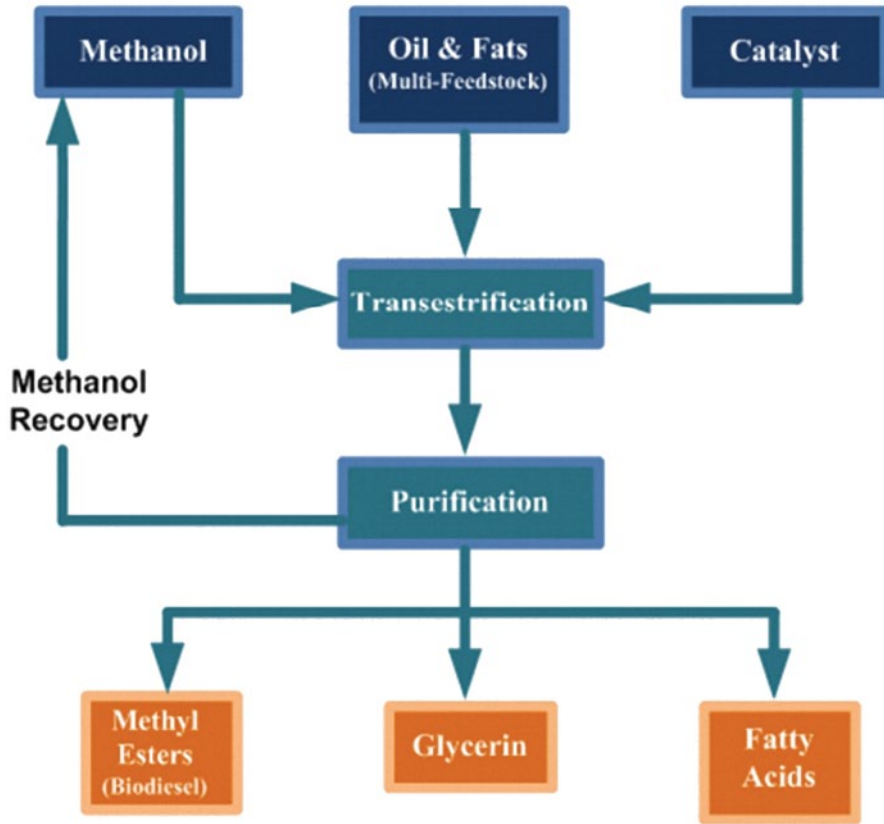 Methanol
Oil & Fats
(Multi-Feedstock)
Catalyst
Transestrification
Methanol
Recovery
Purification
Methyl
Esters
(Biodiesel)
Glycerin
Fatty
Acids